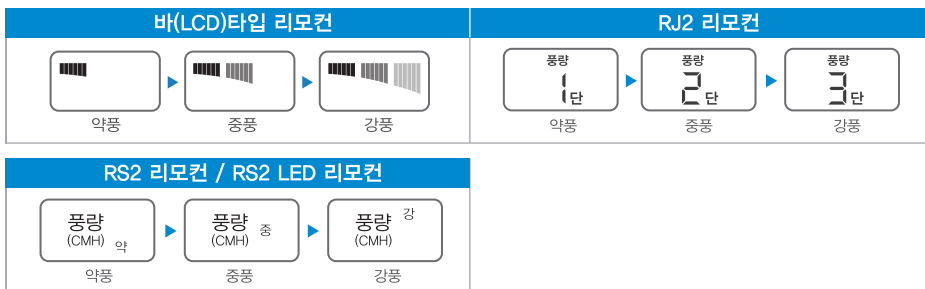 바(LCD)타입 리모컨
약풍
중풍
강풍
RJ2 리모컨
풍량
1단
풍량
2단
풍량
3단
약풍
중풍
강풍
RS2 리모컨 / RS2 LED 리모컨
풍량
(CMH) 약
풍량 중
(CMH)
풍량 강
(CMH)
약풍
중풍
강풍